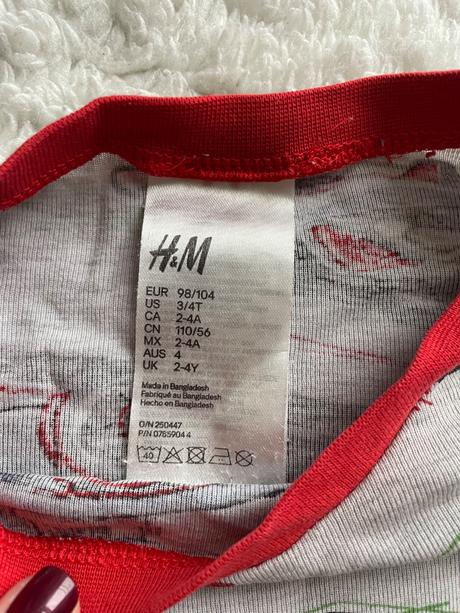 H&M
EUR 98/104
US 3/4T
CA 2-4A
CN 110/56
MX 2-4A
AUS 4
UK 2-4Y
Made in Bangladesh
Fabriqué au Bangladesh
Hecho en Bangladesh
O/N 250447
P/N 0765904 4
40